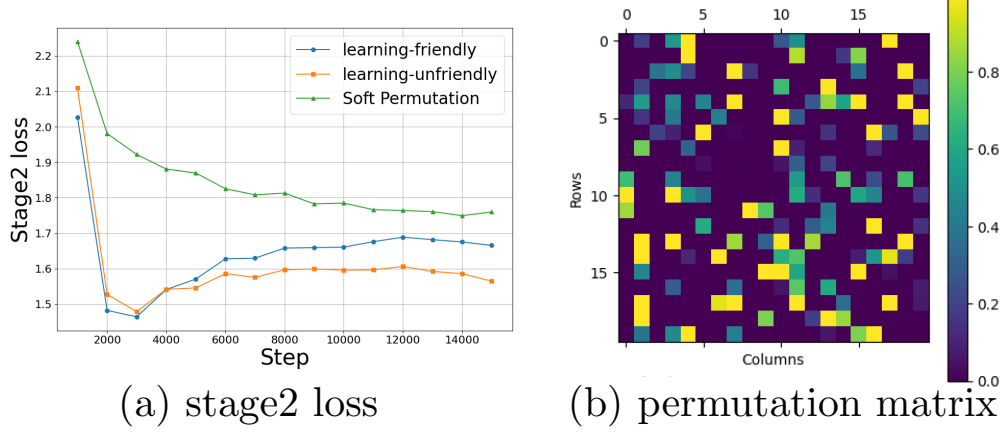 2.2
2.1
2.0
1.9
1.8
1.7
1.6
1.5
Stage2 loss
learning-friendly
learning-unfriendly
Soft Permutation
2000 4000 6000 8000 10000 12000 14000
Step
(a) stage2 loss
0 5 10 15
0
5
10
15
Rows
Columns
0.8
0.6
0.4
0.2
0.0
(b) permutation matrix